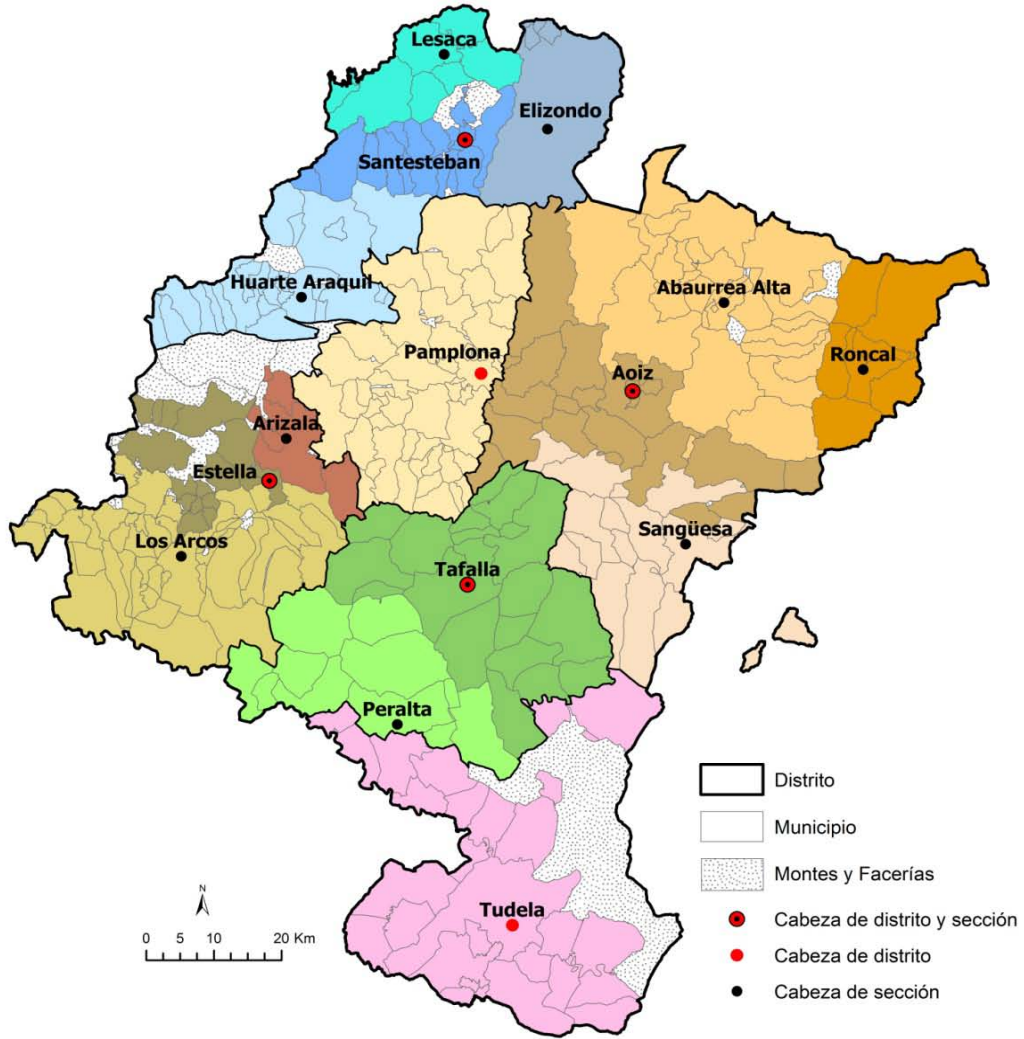 Lesaca
Elizondo
Santesteban
Huarte Araquil
Abaurrea Alta
Pamplona
Aoiz
Roncal
Arizala
Estella
Los Arcos
Sangüesa
Tafalla
Peralta
Tudela
Distrito
Municipio
Montes y Facerías
Cabeza de distrito y sección
Cabeza de distrito
Cabeza de sección
N
0 5 10 20 Km